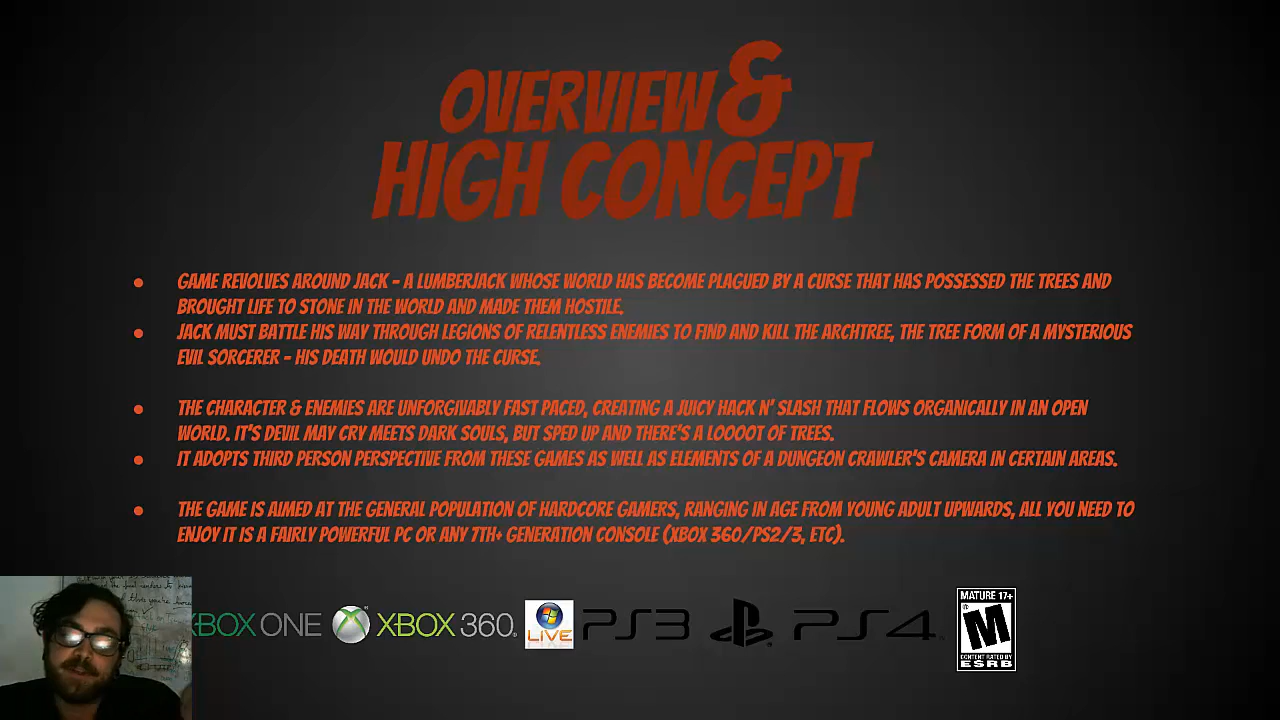 OVERVIEW &
HIGH CONCEPT
● GAME REVOLVES AROUND JACK - A LUMBERJACK WHOSE WORLD HAS BECOME PLAGUED BY A CURSE THAT HAS POSSESSED THE TREES AND
BROUGHT LIFE TO STONE IN THE WORLD AND MADE THEM HOSTILE.
● JACK MUST BATTLE HIS WAY THROUGH LEGIONS OF RELENTLESS ENEMIES TO FIND AND KILL THE ARCHTREE, THE TREE FORM OF A MYSTERIOUS
EVIL SORCERER - HIS DEATH WOULD UNDO THE CURSE.
● THE CHARACTER & ENEMIES ARE UNFORGIVABLY FAST PACED, CREATING A JUICY HACK N' SLASH THAT FLOWS ORGANICALLY IN AN OPEN
WORLD. IT'S DEVIL MAY CRY MEETS DARK SOULS, BUT SPED UP AND THERE'S A LOOOOT OF TREES.
● IT ADOPTS THIRD PERSON PERSPECTIVE FROM THESE GAMES AS WELL AS ELEMENTS OF A DUNGEON CRAWLER'S CAMERA IN CERTAIN AREAS.
● THE GAME IS AIMED AT THE GENERAL POPULATION OF HARDCORE GAMERS, RANGING IN AGE FROM YOUNG ADULT UPWARDS, ALL YOU NEED TO
ENJOY IT IS A FAIRLY POWERFUL PC OR ANY 7TH+ GENERATION CONSOLE (XBOX 360/PS2/3, ETC).
XBOX ONE XBOX 360. LIVE PS3 PS4
MATURE 17+
M
CONTENT RATED BY
ESRB